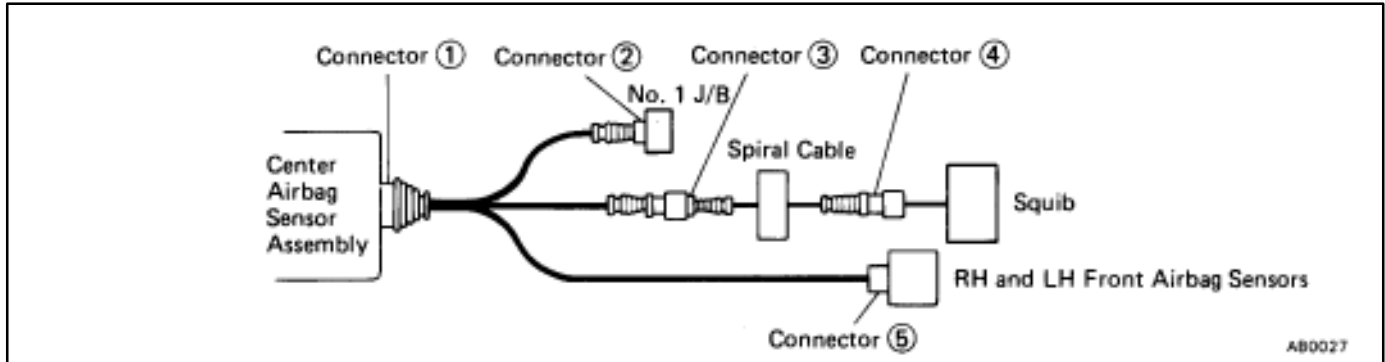 Connector ①
Connector ②
Connector ③
Connector ④
No. 1 J/B
Spiral Cable
Center
Airbag
Sensor
Assembly
Squib
RH and LH Front Airbag Sensors
Connector ⑤
AB0027